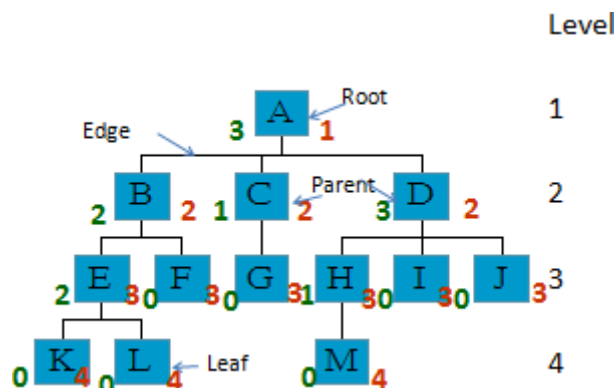 Level
Root
A
1
3 1
Edge
Parent
B C D
2
2 2 1 2 3 2
E F G H I J
3
2 3 0 3 0 3 1 3 0 3 0 3
K L M
4
Leaf
0 4 0 4 0 4